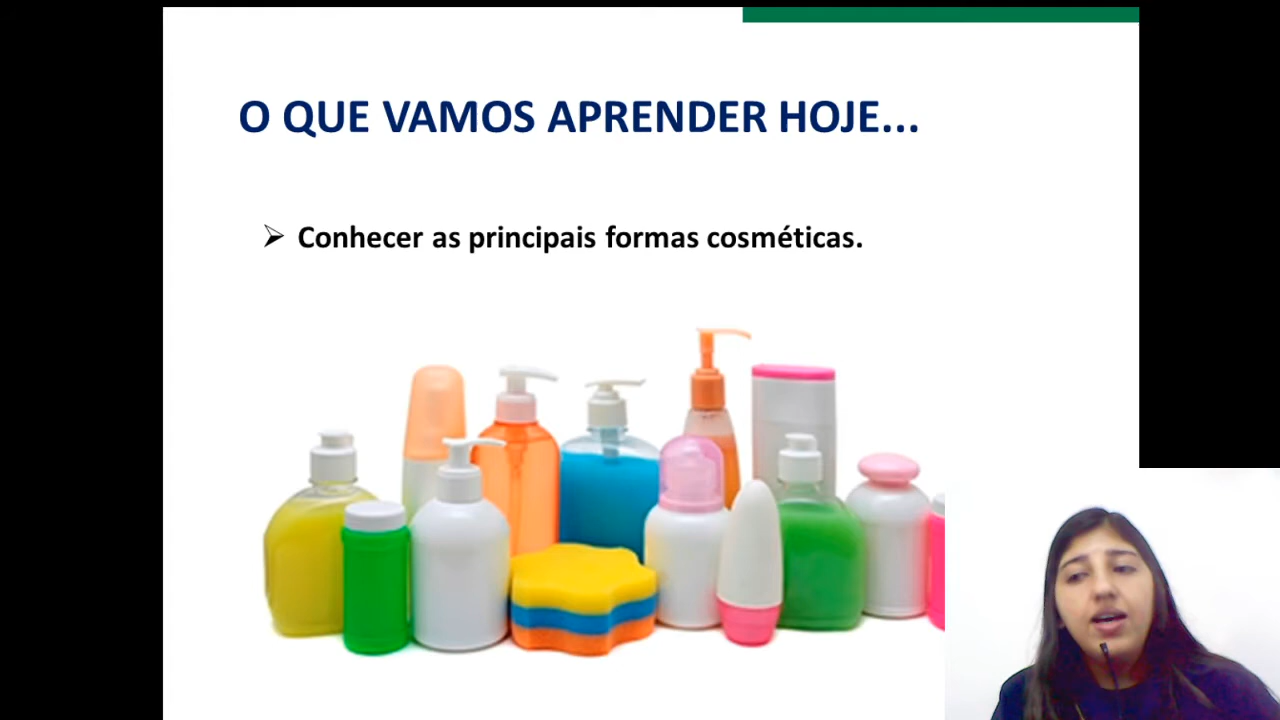 O QUE VAMOS APRENDER HOJE...
➢ Conhecer as principais formas cosméticas.